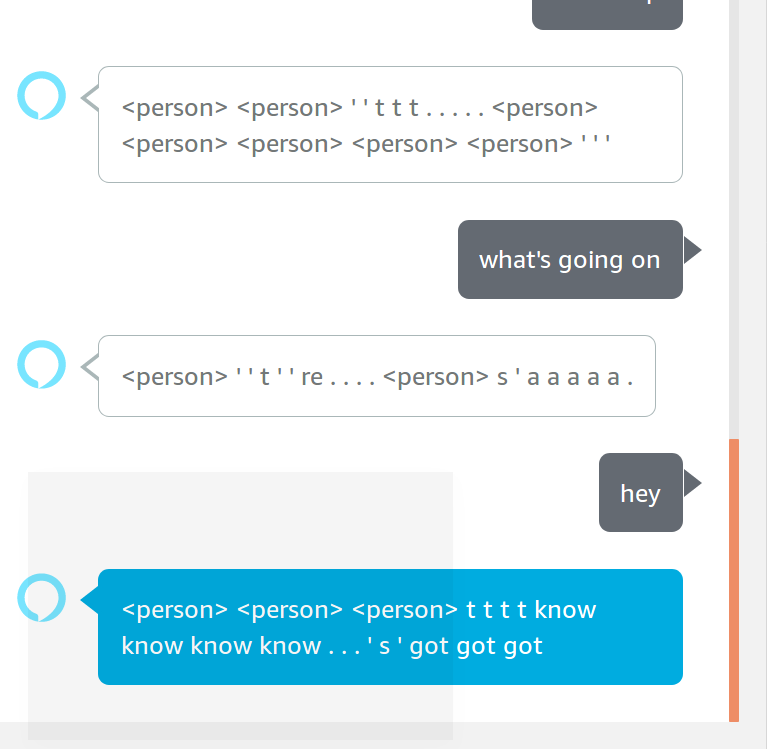 <person> <person> ' ' t t t . . . . . <person>
<person> <person> <person> <person> ' ' '
what's going on
<person> ' ' t ' ' re . . . . <person> s ' a a a a a .
hey
<person> <person> <person> t t t t know
know know know . . . ' s ' got got got